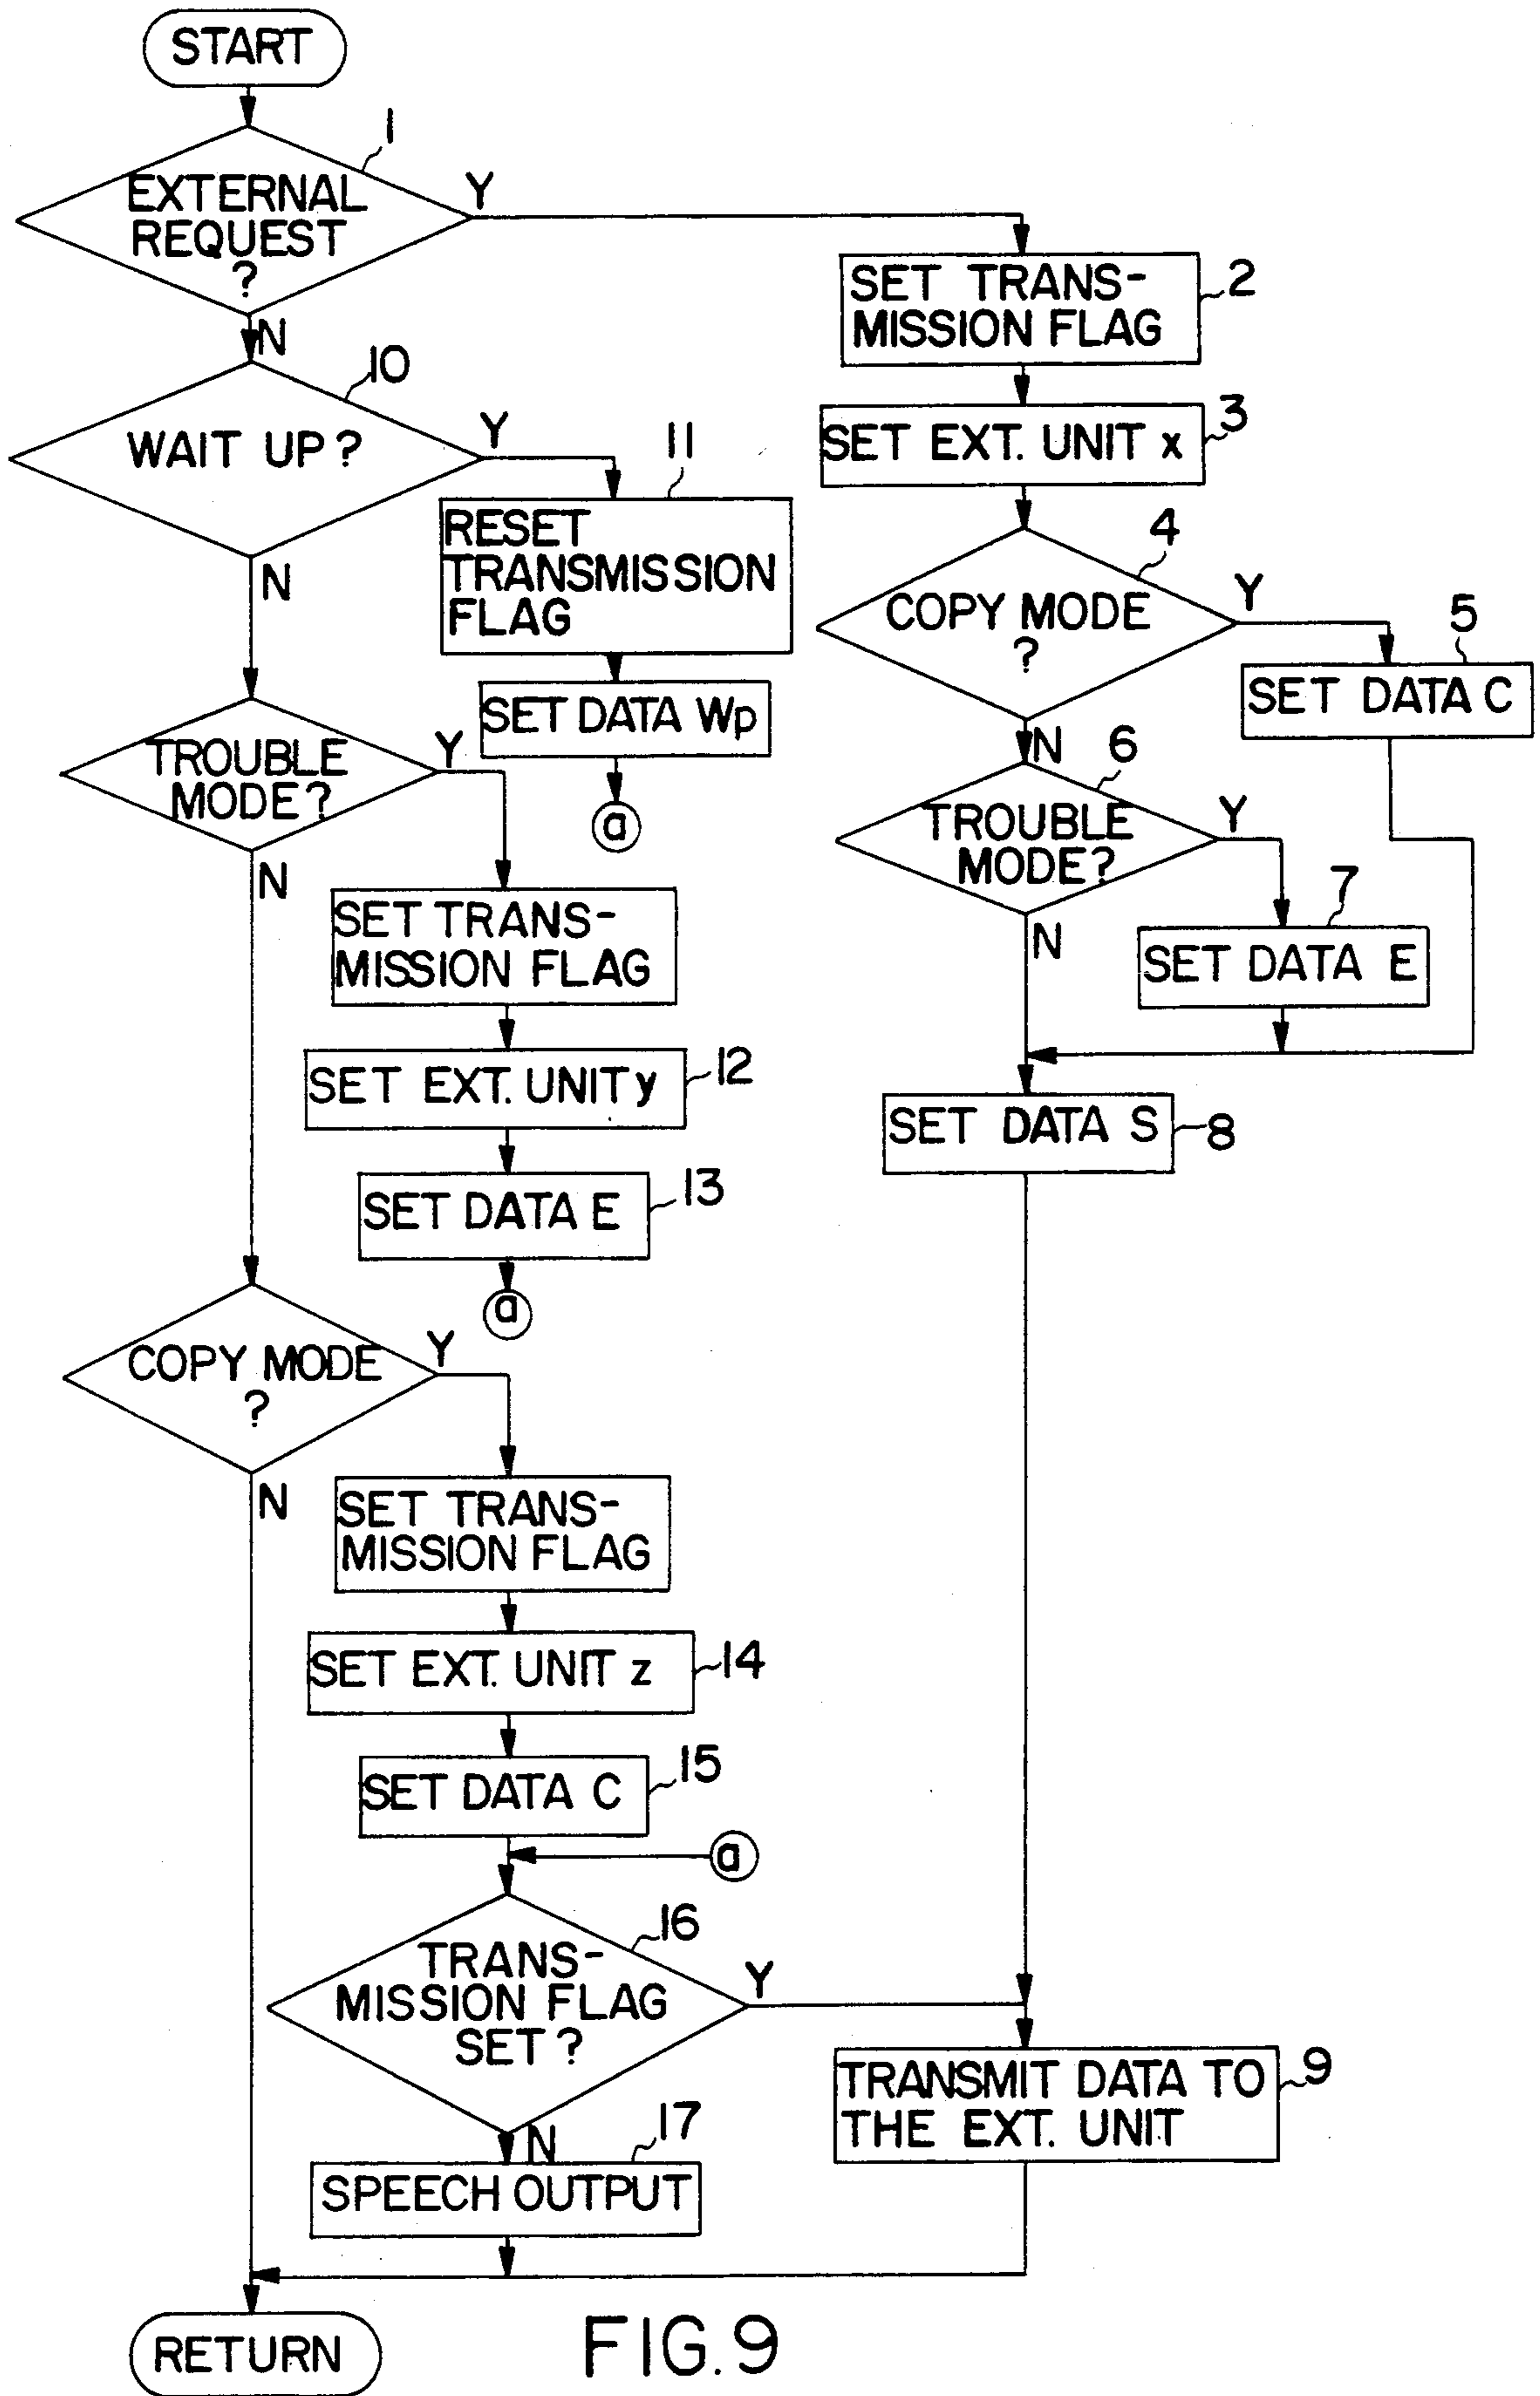 START
1
EXTERNAL
REQUEST
?
Y
N
2
SET TRANS-
MISSION FLAG
3
SET EXT. UNIT x
10
WAIT UP?
Y
N
11
RESET
TRANSMISSION
FLAG
SET DATA Wp
a
4
COPY MODE
?
Y
N
5
SET DATA C
6
TROUBLE
MODE?
Y
N
7
SET DATA E
SET DATA S
8
TROUBLE
MODE?
Y
N
SET TRANS-
MISSION FLAG
SET EXT. UNIT y
12
SET DATA E
13
a
COPY MODE
?
Y
N
SET TRANS-
MISSION FLAG
SET EXT. UNIT z
14
SET DATA C
15
a
16
TRANS-
MISSION FLAG
SET?
Y
N
TRANSMIT DATA TO
THE EXT. UNIT
9
17
SPEECH OUTPUT
RETURN
FIG.9